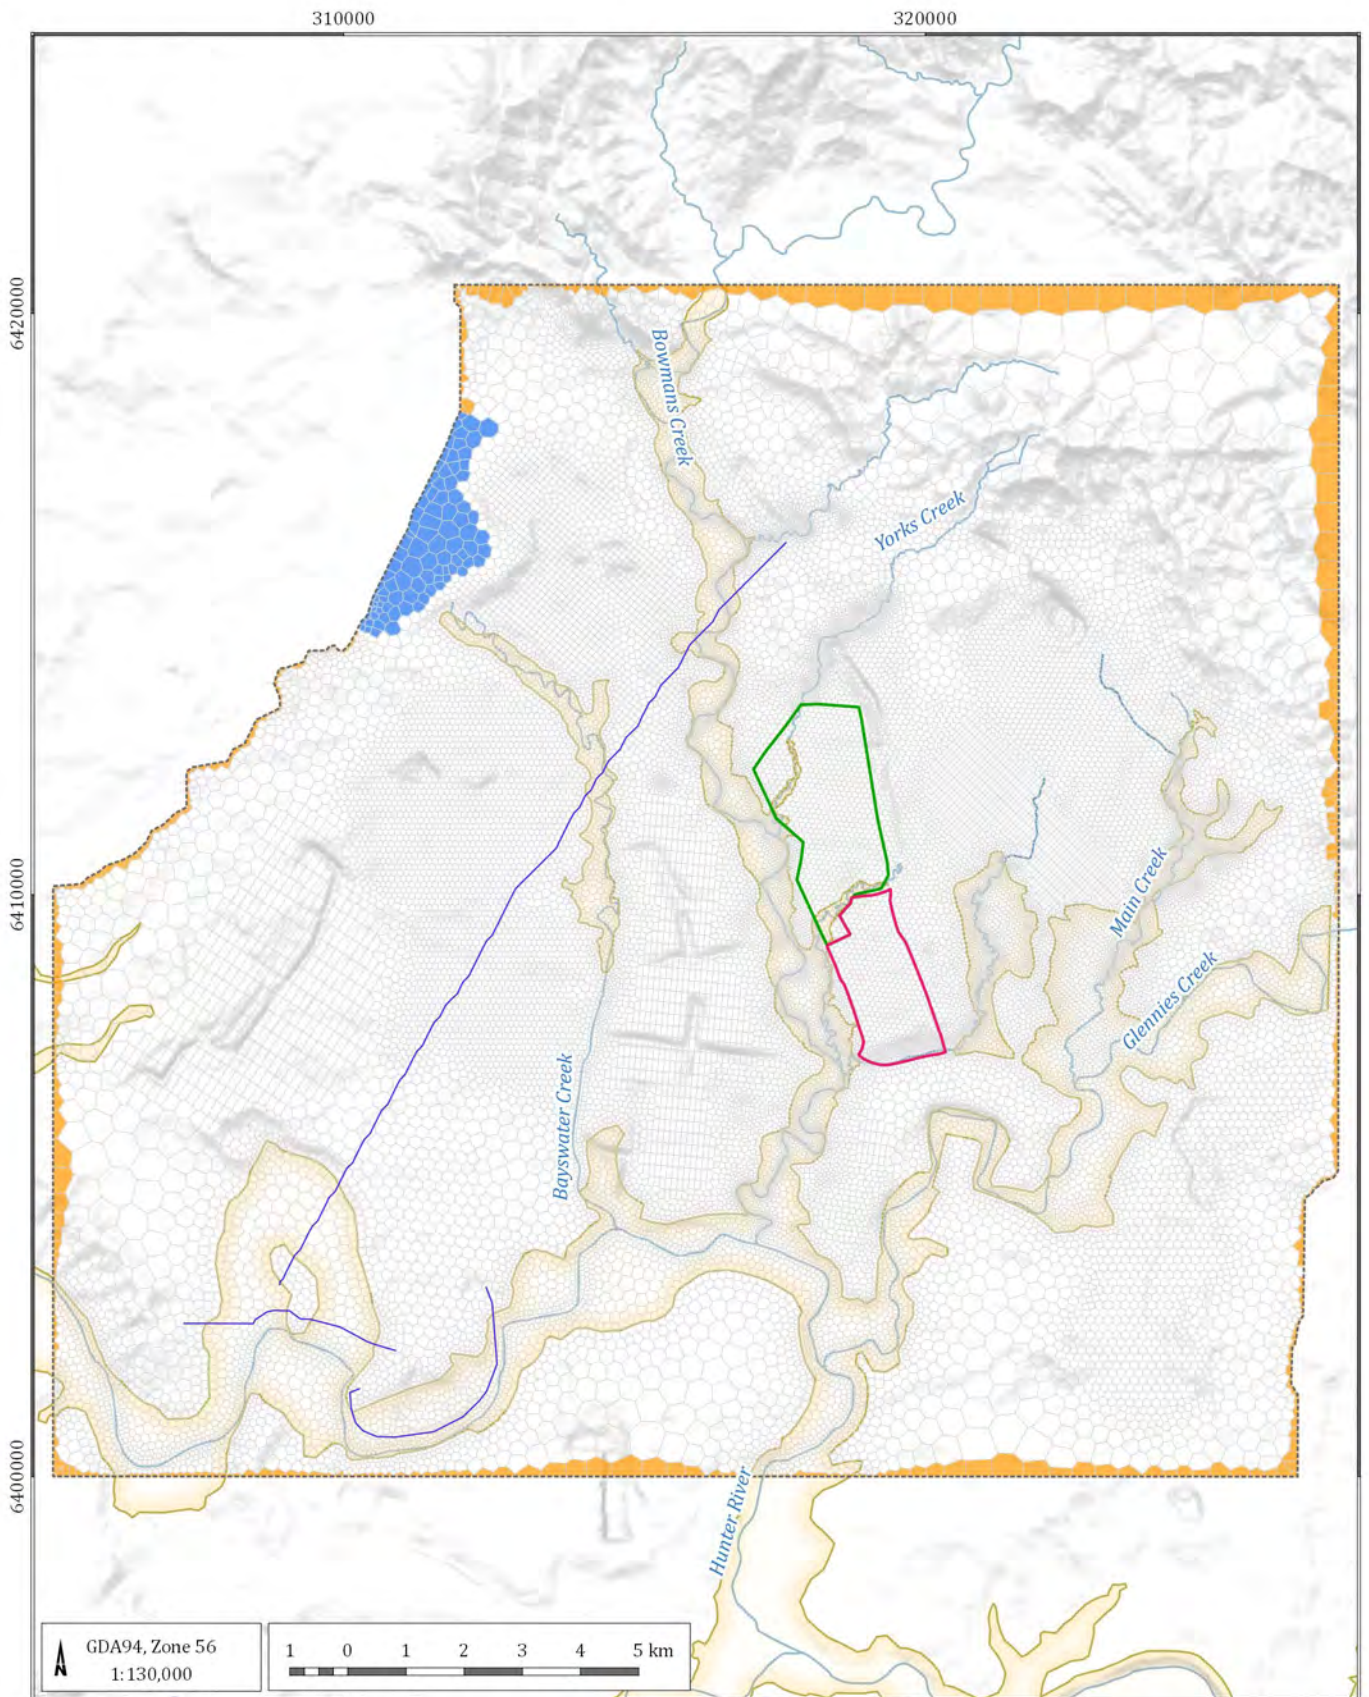 310000
320000
6420000
Bowmans Creek
Yorks Creek
6410000
Main Creek
Glennies Creek
Bayswater Creek
6400000
Hunter River
N
GDA94, Zone 56
1:130,000
1 0 1 2 3 4 5 km